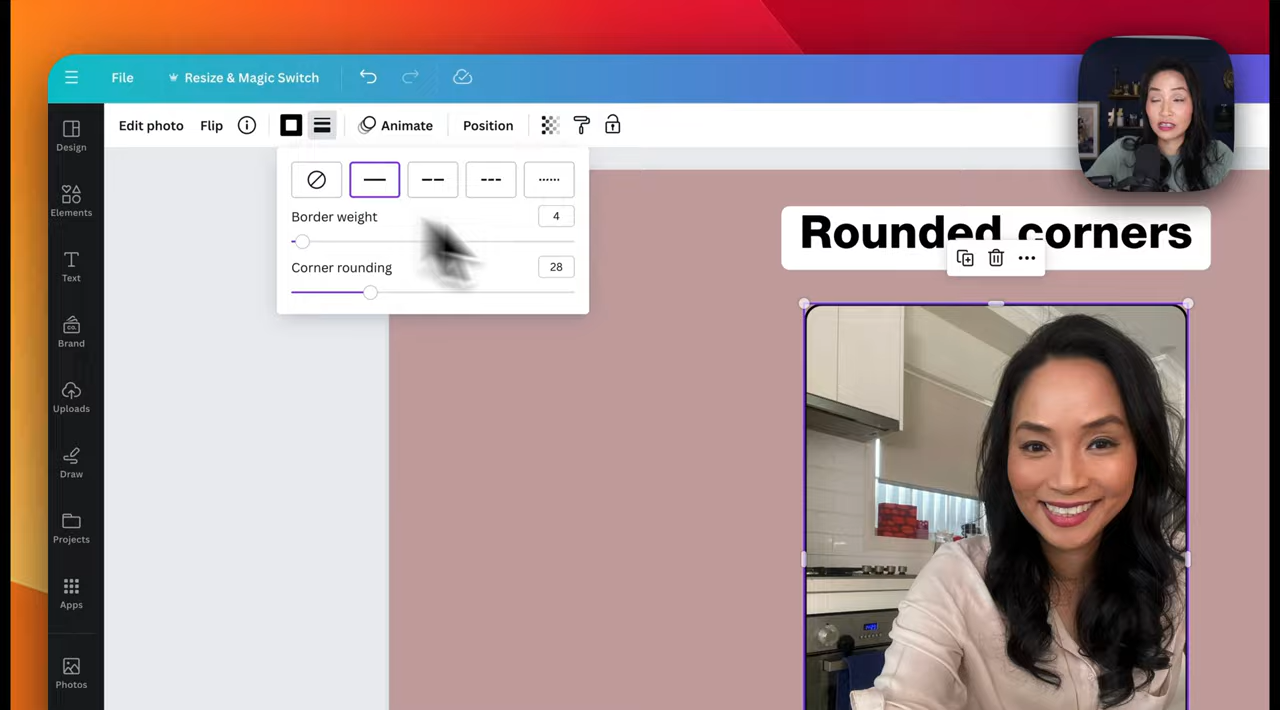 File
Resize & Magic Switch
Edit photo Flip Animate Position
Design
Elements
Text
Brand
Uploads
Draw
Projects
Apps
Photos
Border weight 4
Corner rounding 28
Rounded corners